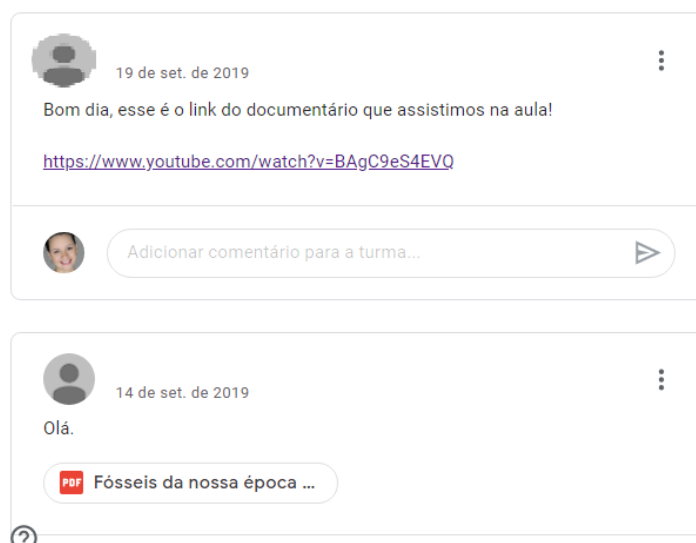 19 de set. de 2019
Bom dia, esse é o link do documentário que assistimos na aula!
https://www.youtube.com/watch?v=BAgC9eS4EVQ
Adicionar comentário para a turma...
14 de set. de 2019
Olá.
PDF Fósseis da nossa época ...
?